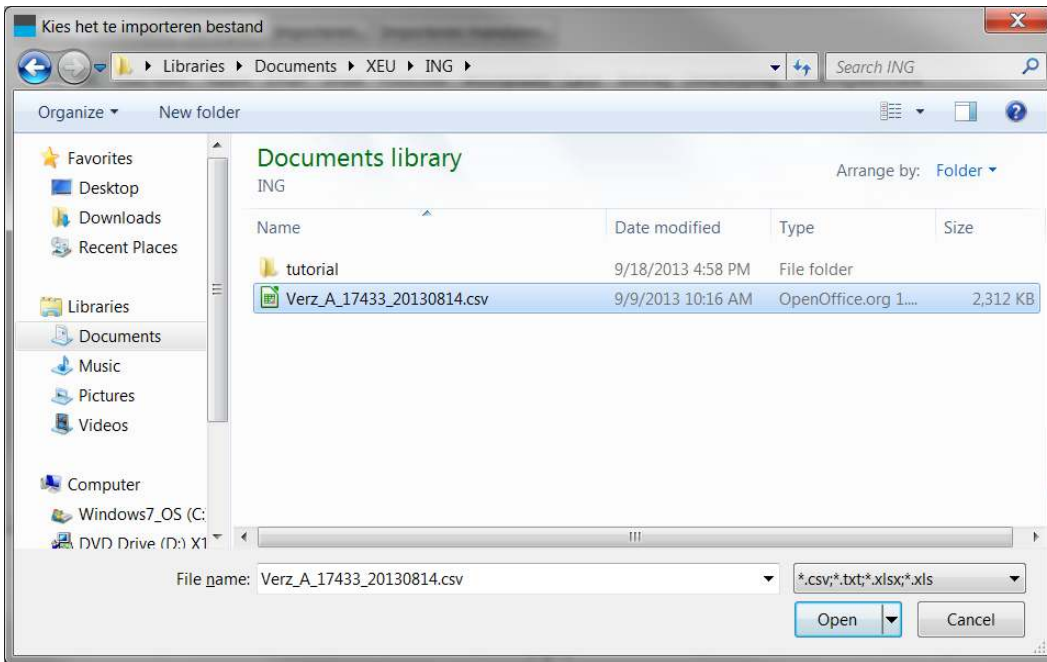 Kies het te importeren bestand
Libraries Documents XEU ING Search ING
Organize New folder
Favorites
Desktop
Downloads
Recent Places
Libraries
Documents
Music
Pictures
Videos
Computer
Windows7_OS (C:
DVD Drive (D:) X1
Documents library
ING
Arrange by: Folder
Name Date modified Type Size
tutorial 9/18/2013 4:58 PM File folder
Verz_A_17433_20130814.csv 9/9/2013 10:16 AM OpenOffice.org 1.... 2,312 KB
File name: Verz_A_17433_20130814.csv *.csv;*.txt;*.xlsx;*.xls
Open Cancel